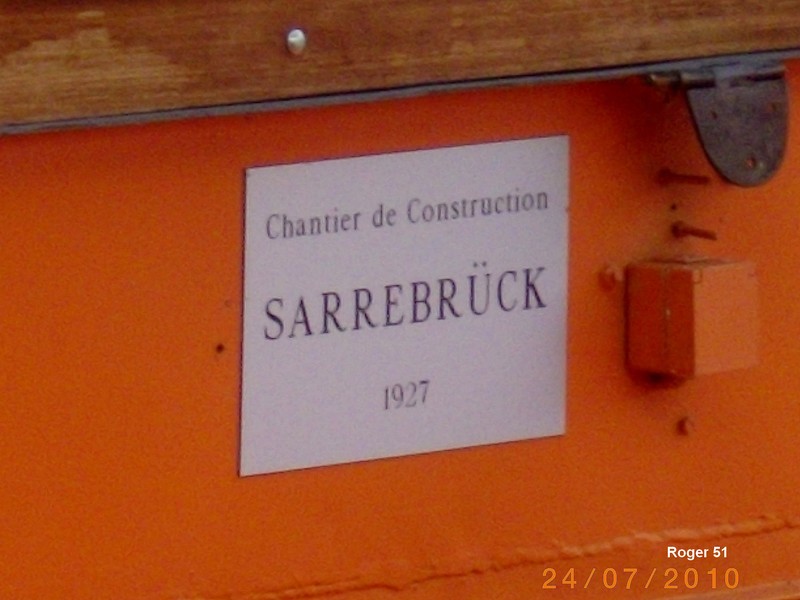 Chantier de Construction
SARREBRÜCK
1927
Roger 51
24/07/2010